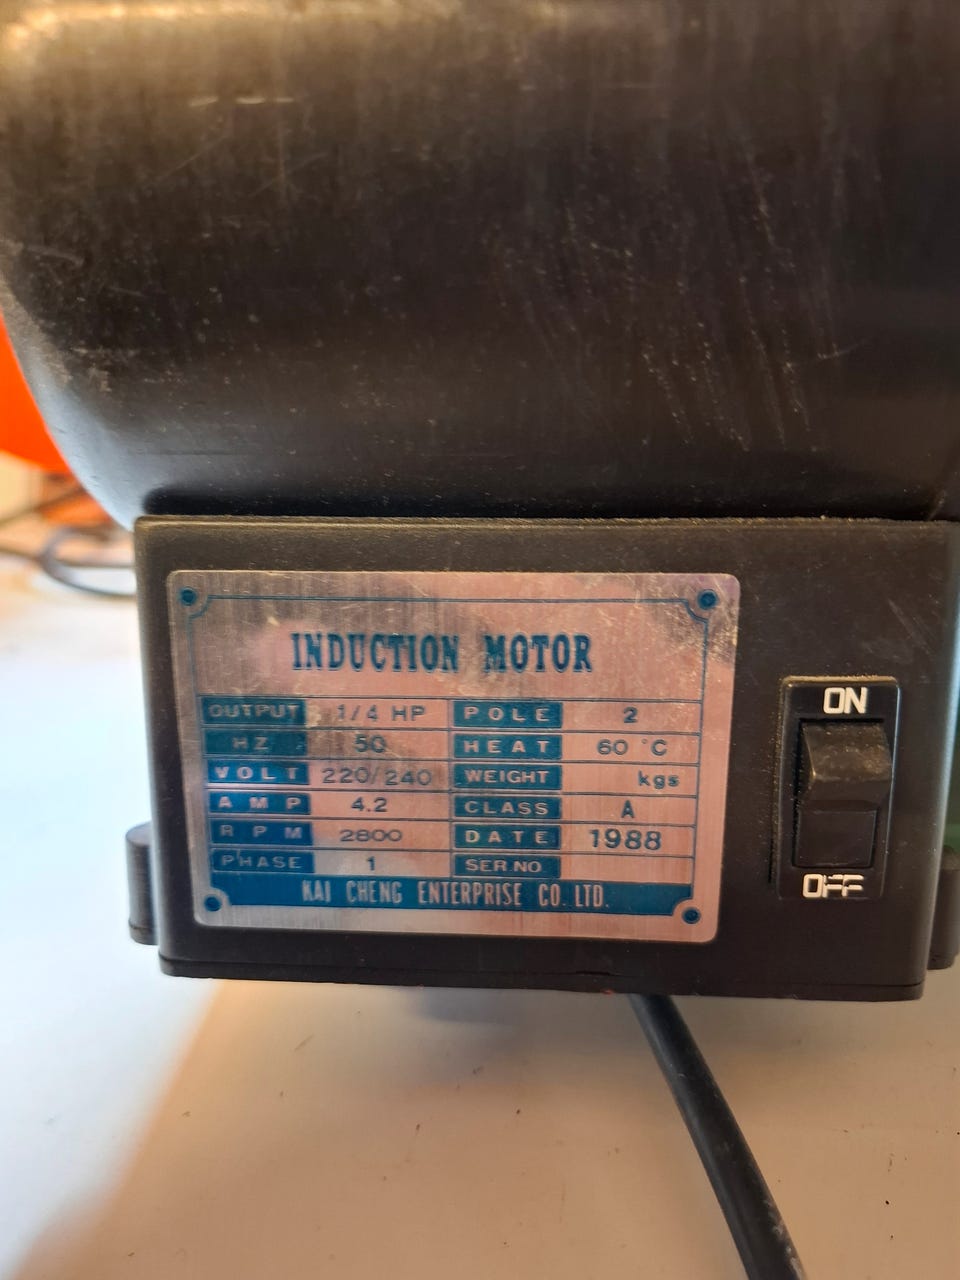 INDUCTION MOTOR
OUTPUT 1/4 HP POLE 2
HZ 50 HEAT 60 °C
VOLT 220/240 WEIGHT kgs
AMP 4.2 CLASS A
RPM 2800 DATE 1988
PHASE 1 SER NO
KAI CHENG ENTERPRISE CO. LTD.
ON
OFF